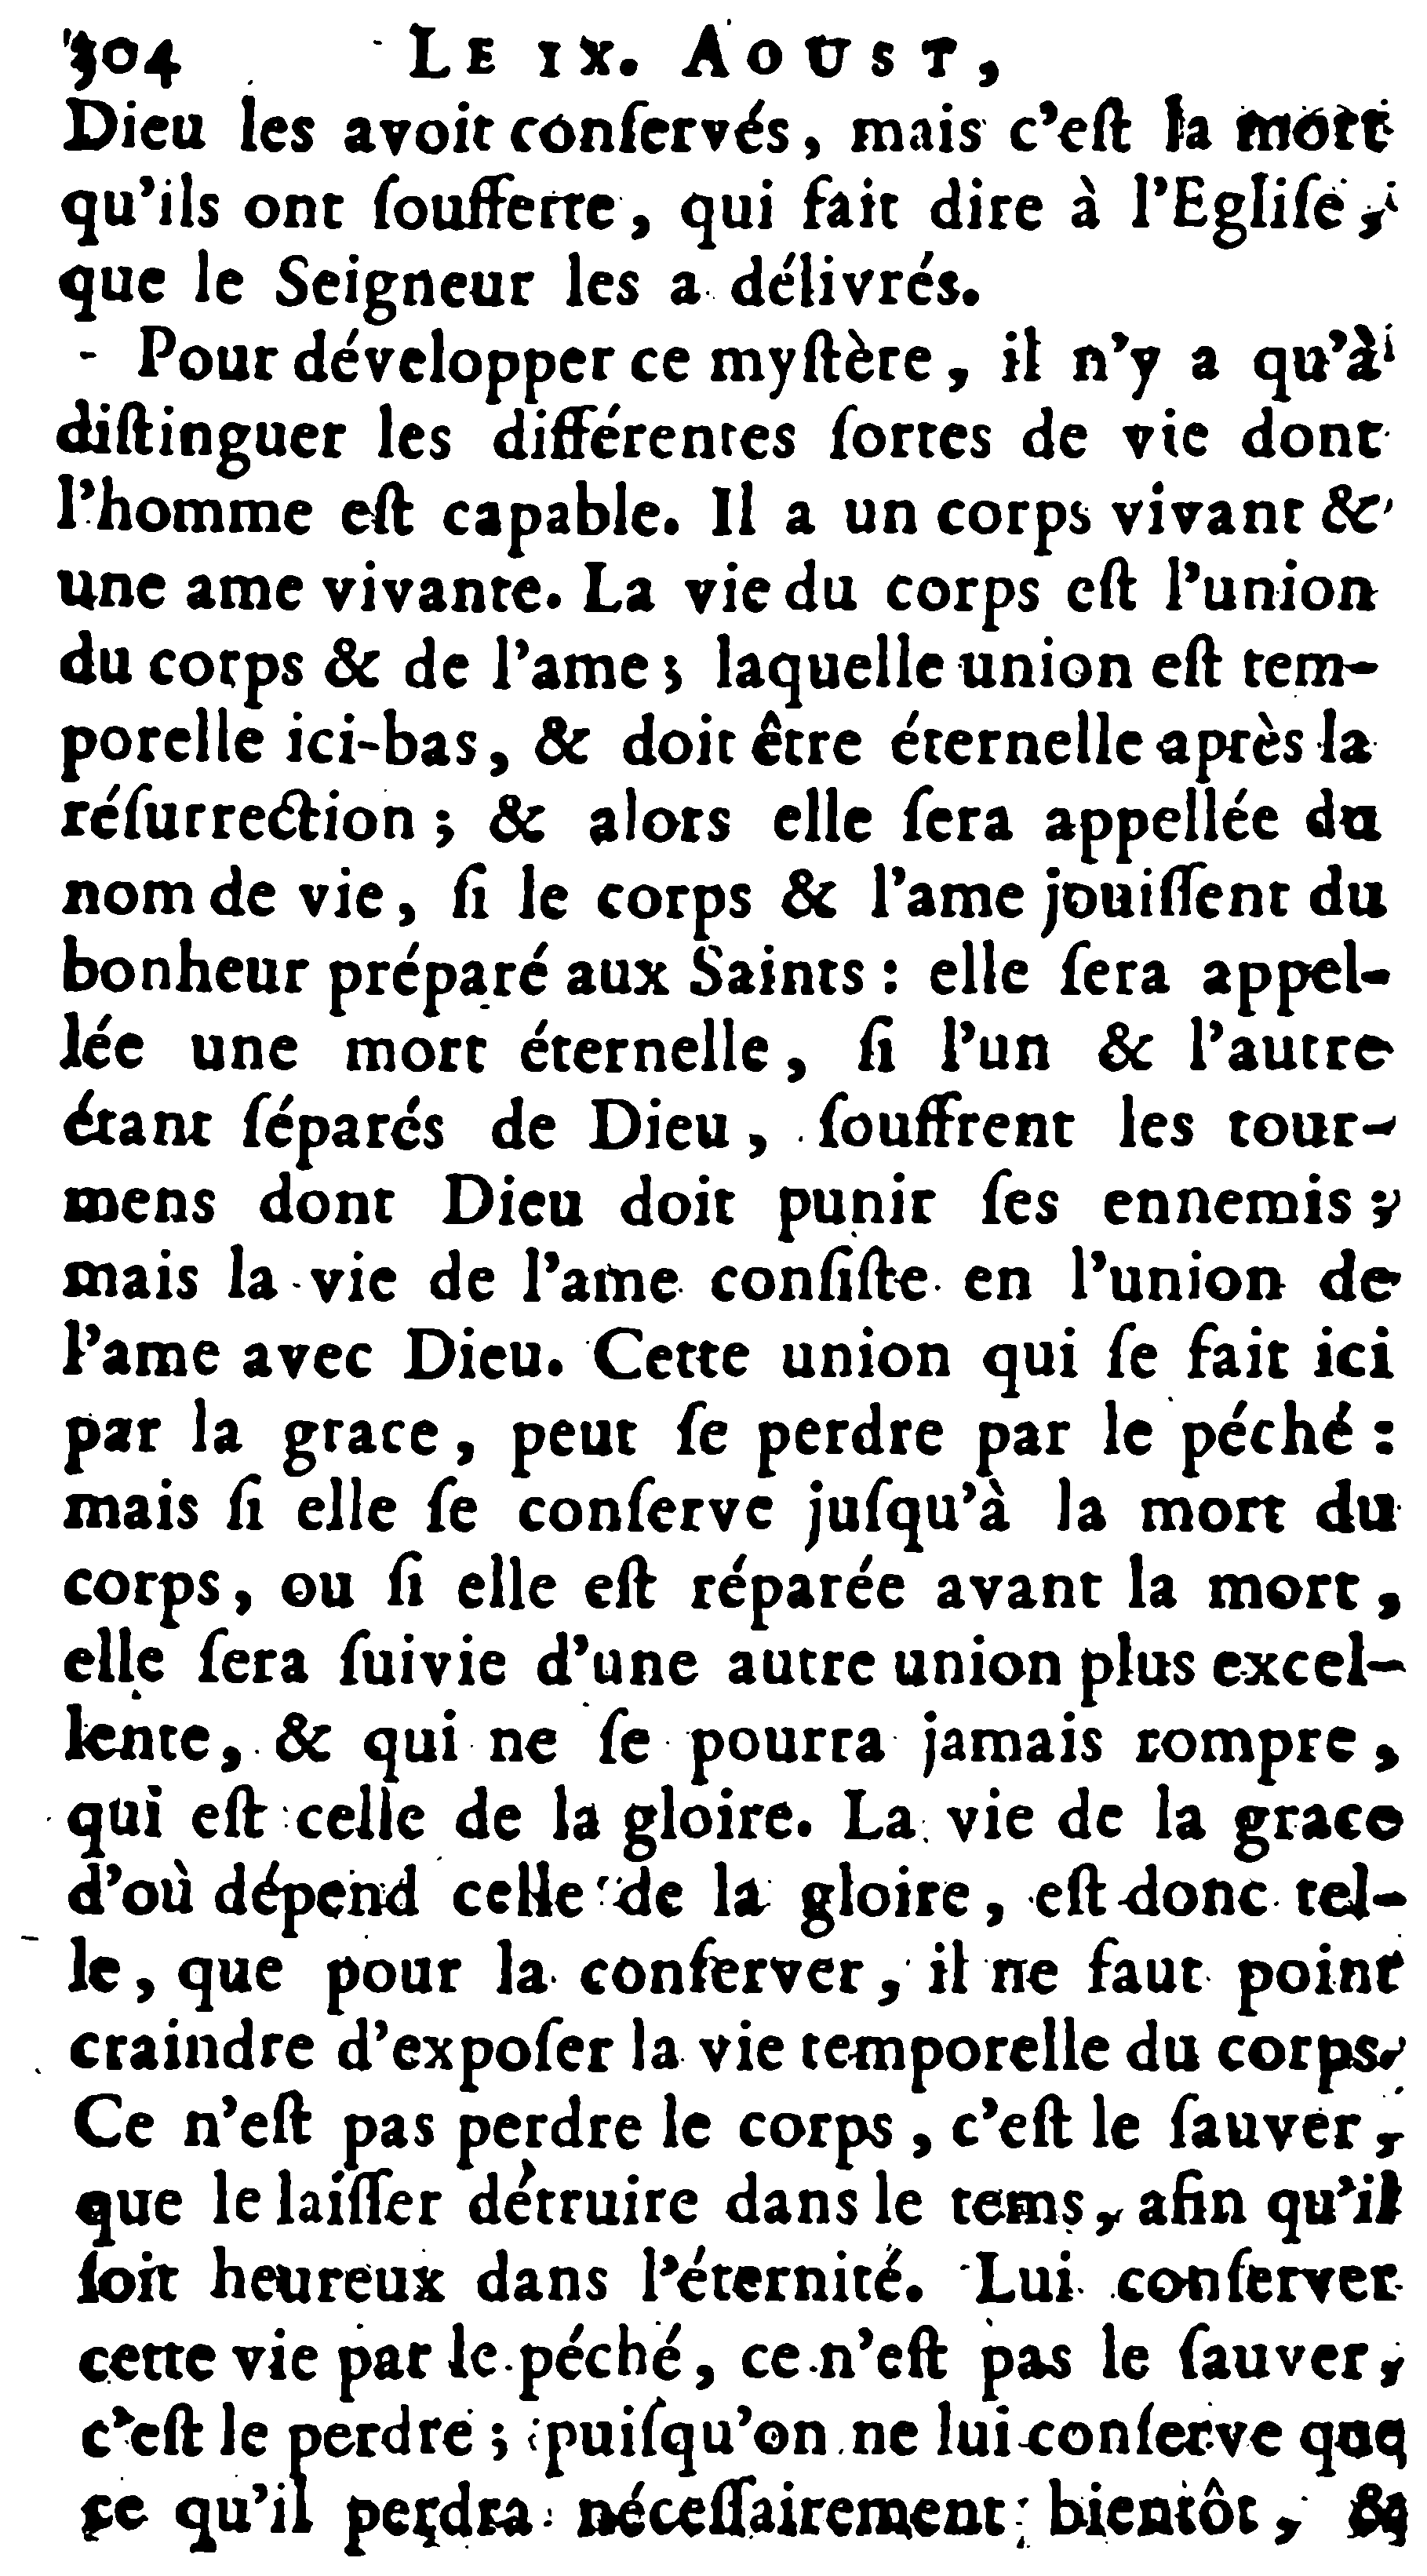 304 LE IX. AOUST,
Dieu les avoit conſervés, mais c'eſt la mort
qu'ils ont ſoufferte, qui fait dire à l'Egliſe,
que le Seigneur les a délivrés.
Pour développer ce myſtère, il n'y a qu'à
diſtinguer les différentes ſortes de vie dont
l'homme eſt capable. Il a un corps vivant &
une ame vivante. La vie du corps eſt l'union
du corps & de l'ame; laquelle union eſt tem-
porelle ici-bas, & doit être éternelle après la
réſurrection; & alors elle ſera appellée du
nom de vie, ſi le corps & l'ame jouiſſent du
bonheur préparé aux Saints: elle ſera appel-
lée une mort éternelle, ſi l'un & l'autre
étant ſéparés de Dieu, ſouffrent les tour-
mens dont Dieu doit punir ſes ennemis;
mais la vie de l'ame conſiſte en l'union de
l'ame avec Dieu. Cette union qui ſe fait ici
par la grace, peut ſe perdre par le péché:
mais ſi elle ſe conſerve juſqu'à la mort du
corps, ou ſi elle eſt réparée avant la mort,
elle ſera ſuivie d'une autre union plus excel-
lente, & qui ne ſe pourra jamais rompre,
qui eſt celle de la gloire. La vie de la grace
d'où dépend celle de la gloire, eſt donc tel-
le, que pour la conſerver, il ne faut point
craindre d'expoſer la vie temporelle du corps.
Ce n'eſt pas perdre le corps, c'eſt le ſauver,
que le laiſſer détruire dans le tems, afin qu'il
ſoit heureux dans l'éternité. Lui conſerver
cette vie par le péché, ce n'eſt pas le ſauver,
c'eſt le perdre; puiſqu'on ne lui conſerve que
ce qu'il perdra néceſſairement bientôt, &